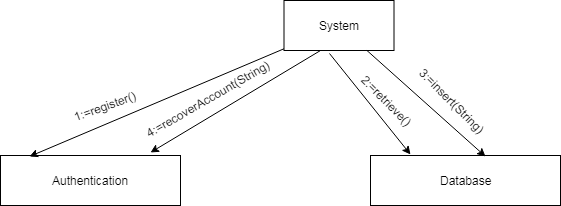 System
1:=register()
4:=recoverAccount(String)
2:=retrieve()
3:=insert(String)
Authentication
Database